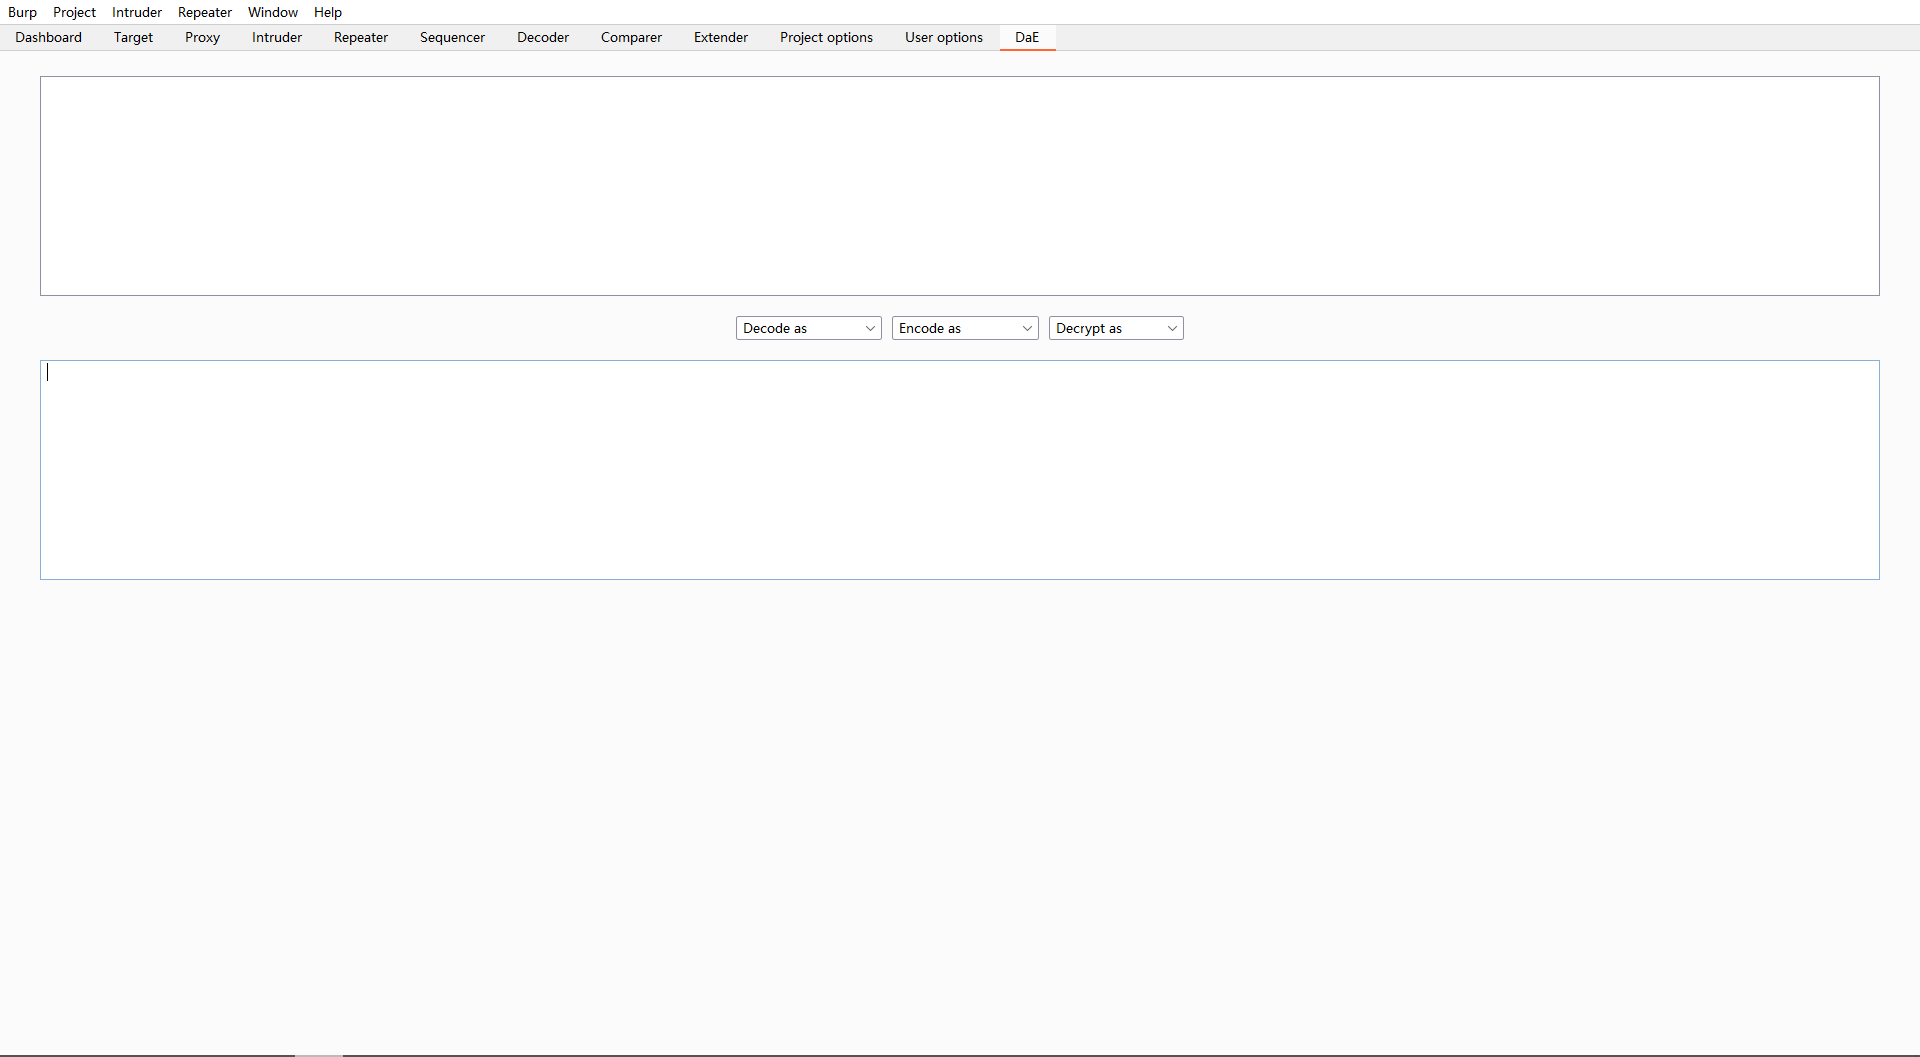 Burp Project Intruder Repeater Window Help
Dashboard Target Proxy Intruder Repeater Sequencer Decoder Comparer Extender Project options User options DaE
Decode as Encode as Decrypt as